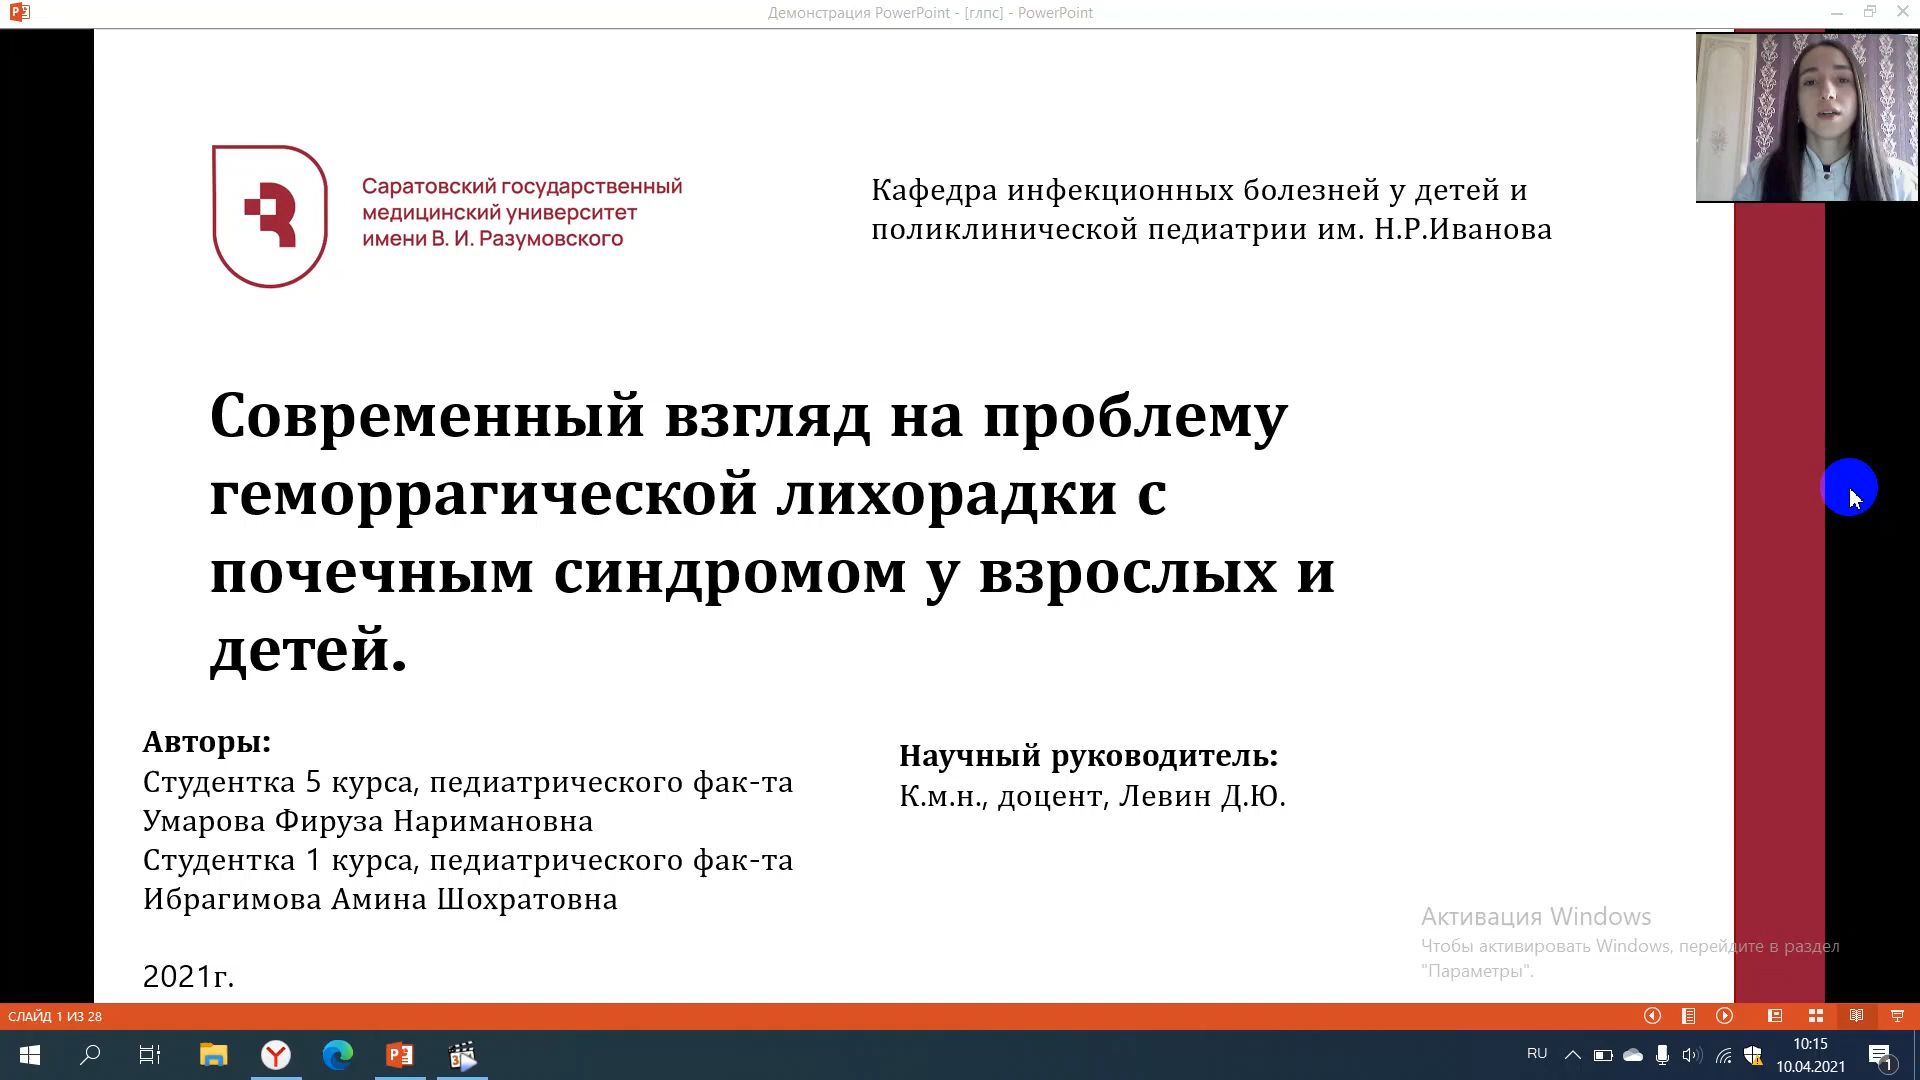 Демонстрация PowerPoint - [глпс] - PowerPoint
Саратовский государственный
медицинский университет
имени В. И. Разумовского
Кафедра инфекционных болезней у детей и
поликлинической педиатрии им. Н.Р.Иванова
Современный взгляд на проблему
геморрагической лихорадки с
почечным синдромом у взрослых и
детей.
Авторы:
Студентка 5 курса, педиатрического фак-та
Умарова Фируза Наримановна
Студентка 1 курса, педиатрического фак-та
Ибрагимова Амина Шохратовна
2021г.
Научный руководитель:
К.м.н., доцент, Левин Д.Ю.
Активация Windows
Чтобы активировать Windows, перейдите в раздел
"Параметры".
СЛАЙД 1 ИЗ 28
RU
10:15
10.04.2021
1